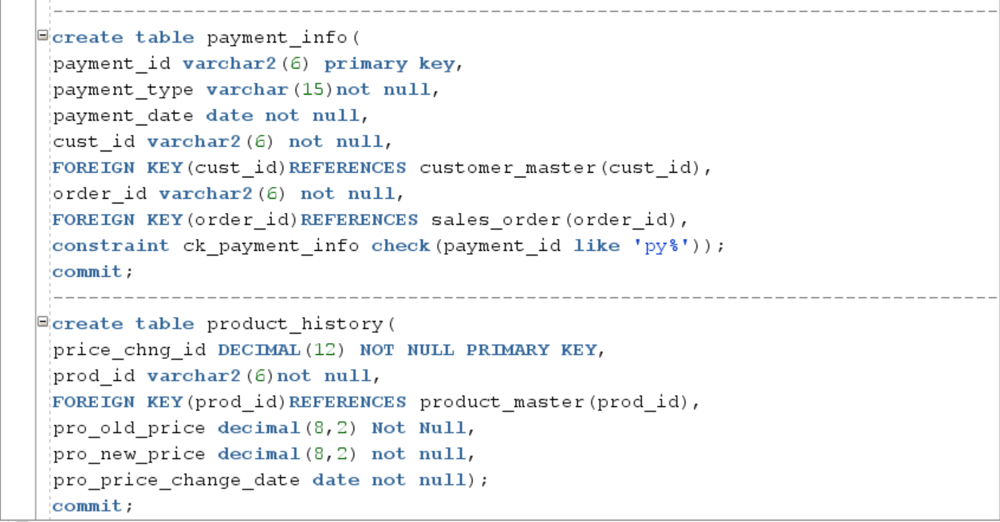 create table payment_info(
payment_id varchar2(6) primary key,
payment_type varchar(15)not null,
payment_date date not null,
cust_id varchar2(6) not null,
FOREIGN KEY(cust_id)REFERENCES customer_master(cust_id),
order_id varchar2(6) not null,
FOREIGN KEY(order_id)REFERENCES sales_order(order_id),
constraint ck_payment_info check(payment_id like 'py%'));
commit;
create table product_history(
price_chng_id DECIMAL(12) NOT NULL PRIMARY KEY,
prod_id varchar2(6)not null,
FOREIGN KEY(prod_id)REFERENCES product_master(prod_id),
pro_old_price decimal(8,2) Not Null,
pro_new_price decimal(8,2) not null,
pro_price_change_date date not null);
commit;